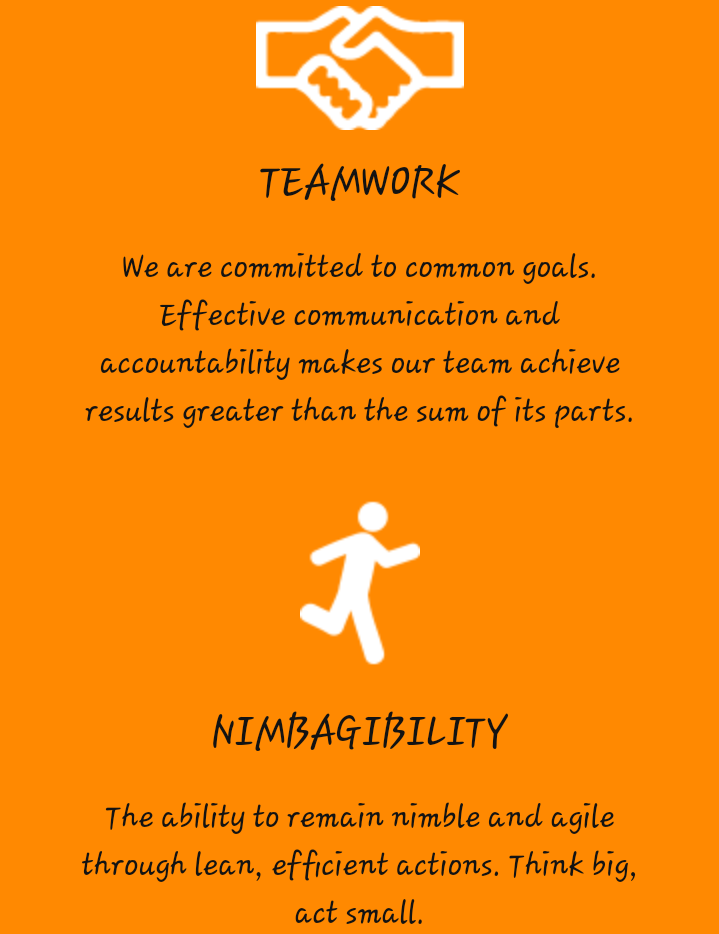 TEAMWORK
We are committed to common goals.
Effective communication and
accountability makes our team achieve
results greater than the sum of its parts.
NIMBAGIBILITY
The ability to remain nimble and agile
through lean, efficient actions. Think big,
act small.